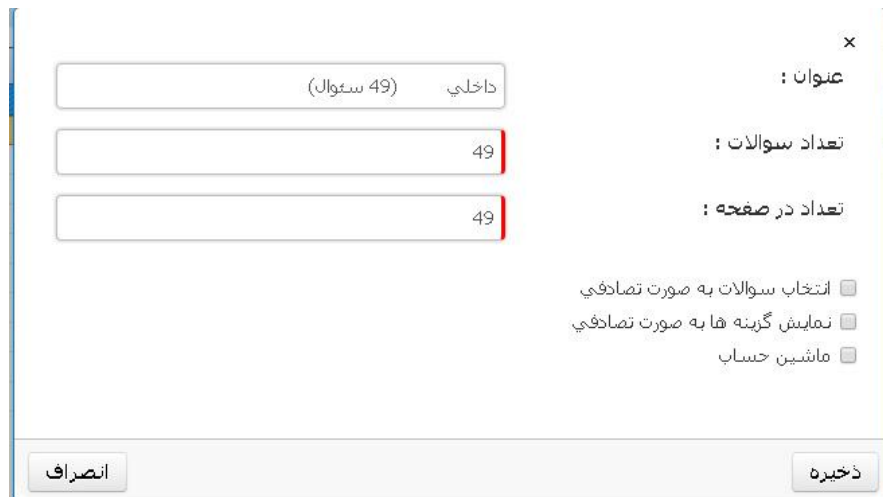 ×
عنوان :
داخلي (49 سئوال)
تعداد سوالات :
49
تعداد در صفحه :
49
انتخاب سوالات به صورت تصادفي
نمايش گزينه ها به صورت تصادفي
ماشين حساب
ذخيره
انصراف